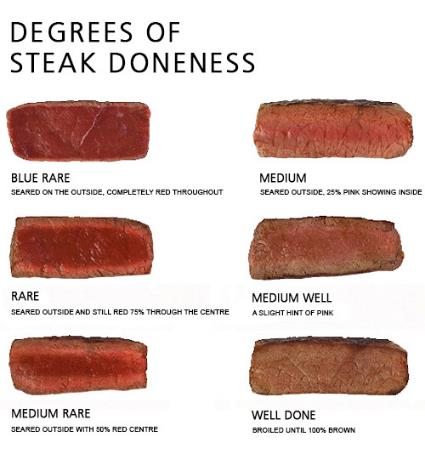 DEGREES OF
STEAK DONENESS
BLUE RARE
SEARED ON THE OUTSIDE, COMPLETELY RED THROUGHOUT
MEDIUM
SEARED OUTSIDE, 25% PINK SHOWING INSIDE
RARE
SEARED OUTSIDE AND STILL RED 75% THROUGH THE CENTRE
MEDIUM WELL
A SLIGHT HINT OF PINK
MEDIUM RARE
SEARED OUTSIDE WITH 50% RED CENTRE
WELL DONE
BROILED UNTIL 100% BROWN